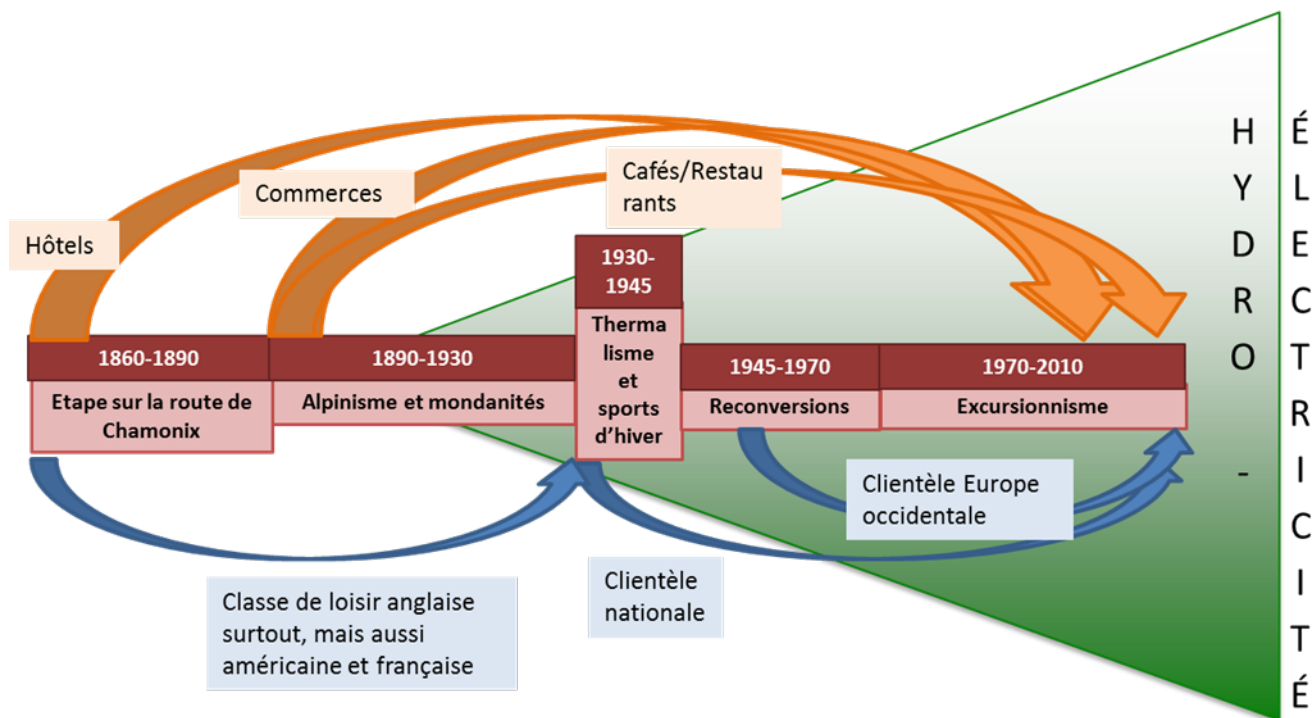 Hôtels
Commerces
Cafés/Restau
rants
1860-1890
Etape sur la route de
Chamonix
1890-1930
Alpinisme et mondanités
1930-
1945
Therma
lisme
et
sports
d'hiver
1945-1970
Reconversions
1970-2010
Excursionnisme
Classe de loisir anglaise
surtout, mais aussi
américaine et française
Clientèle
nationale
Clientèle Europe
occidentale
HYDRO-
ÉLECTRICITÉ